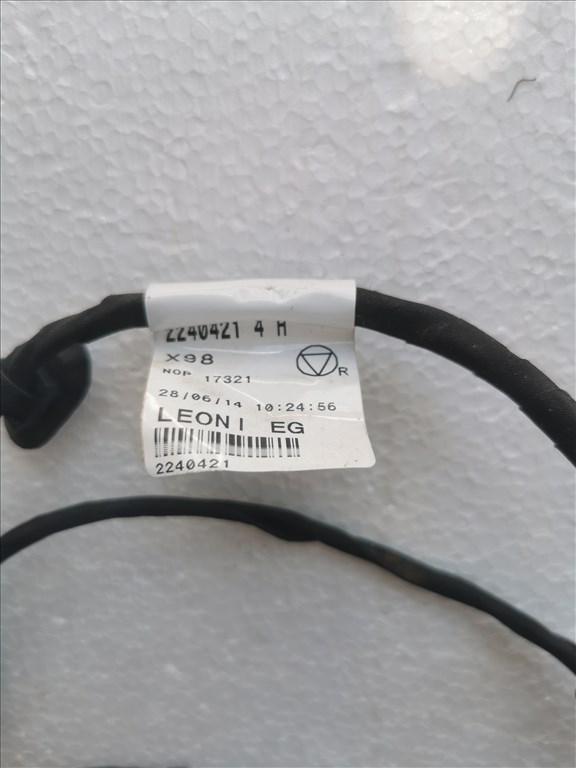 2240421 4 H
X98
R
NOP 17321
28/06/14 10:24:56
LEONI EG
2240421